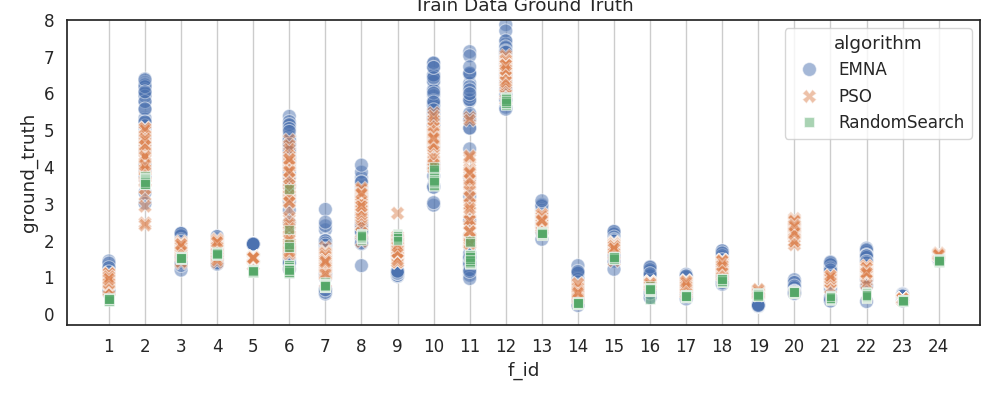 Train Data Ground Truth
ground_truth
8
7
6
5
4
3
2
1
0
algorithm
EMNA
PSO
RandomSearch
1 2 3 4 5 6 7 8 9 10 11 12 13 14 15 16 17 18 19 20 21 22 23 24
f_id